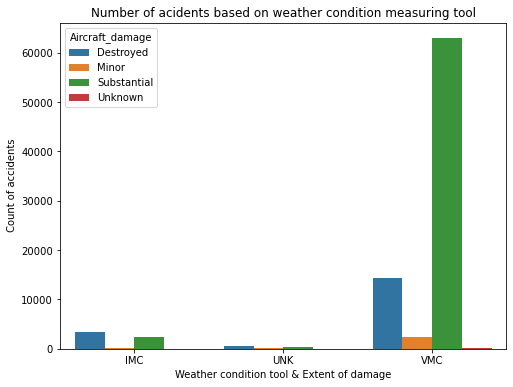 Number of acidents based on weather condition measuring tool
Aircraft_damage
Destroyed
Minor
Substantial
Unknown
60000
50000
40000
30000
20000
10000
0
Count of accidents
IMC
UNK
VMC
Weather condition tool & Extent of damage